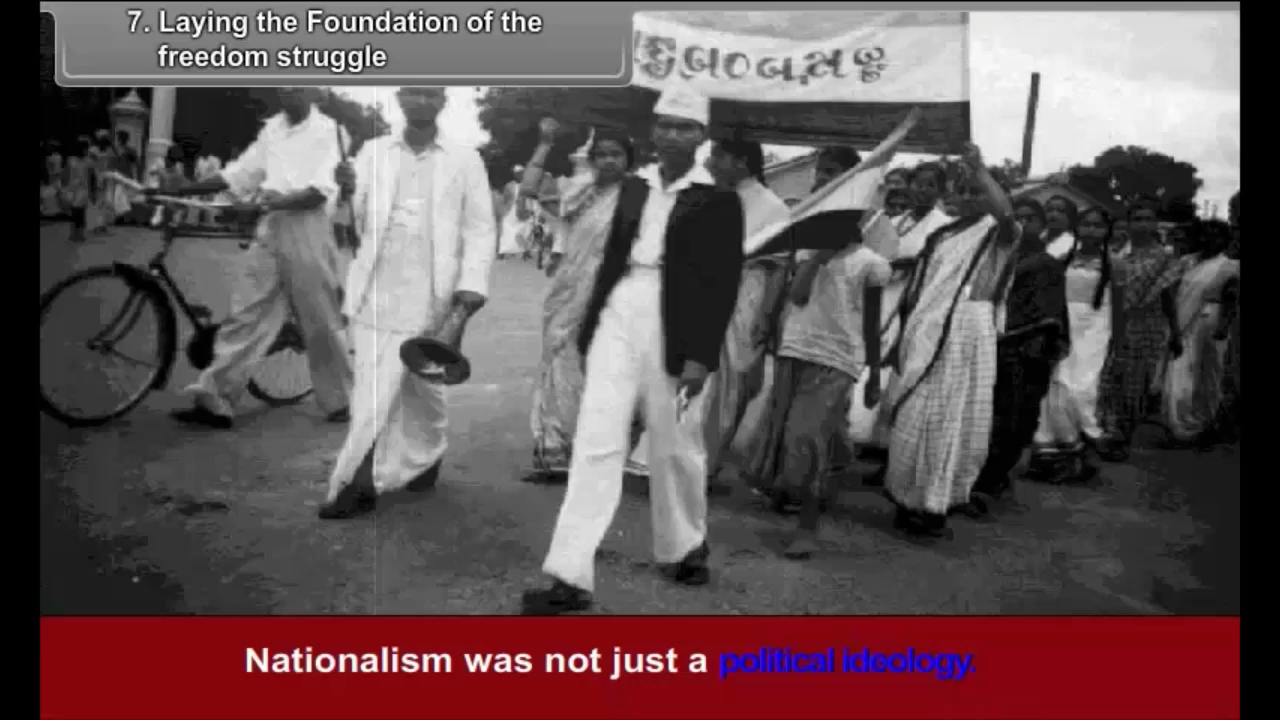 7. Laying the Foundation of the
freedom struggle
Nationalism was not just a political ideology.